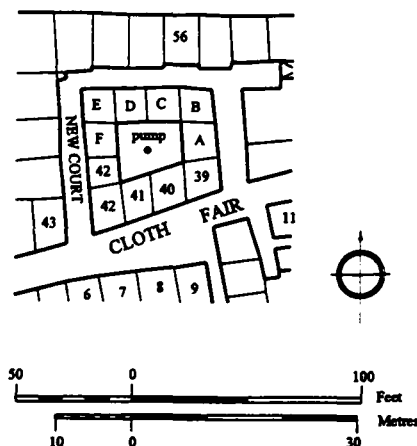 56
E D C B
NEW COURT
F pump A
42
42 41 40 39
43
CLOTH FAIR
11
6 7 8 9
50 0 100
Feet
Metres
10 0 30